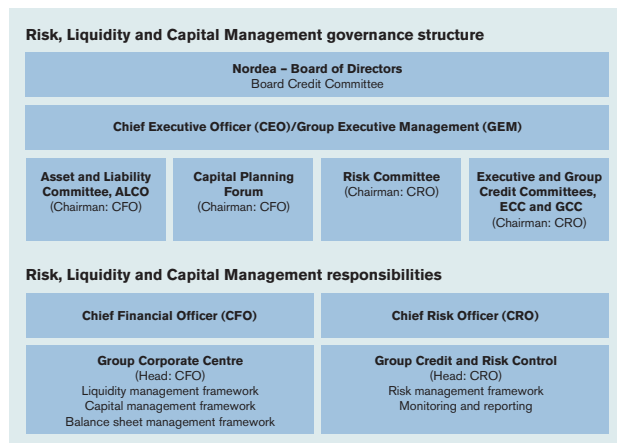 Risk, Liquidity and Capital Management governance structure
Nordea – Board of Directors
Board Credit Committee
Chief Executive Officer (CEO)/Group Executive Management (GEM)
Asset and Liability
Committee, ALCO
(Chairman: CFO)
Capital Planning
Forum
(Chairman: CFO)
Risk Committee
(Chairman: CRO)
Executive and Group
Credit Committees,
ECC and GCC
(Chairman: CRO)
Risk, Liquidity and Capital Management responsibilities
Chief Financial Officer (CFO)
Chief Risk Officer (CRO)
Group Corporate Centre
(Head: CFO)
Liquidity management framework
Capital management framework
Balance sheet management framework
Group Credit and Risk Control
(Head: CRO)
Risk management framework
Monitoring and reporting